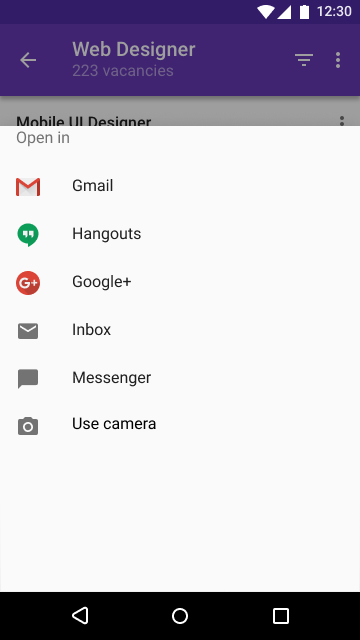 12:30
Web Designer
223 vacancies
Mobile UI Designer
Open in
Gmail
Hangouts
G+ Google+
Inbox
Messenger
Use camera